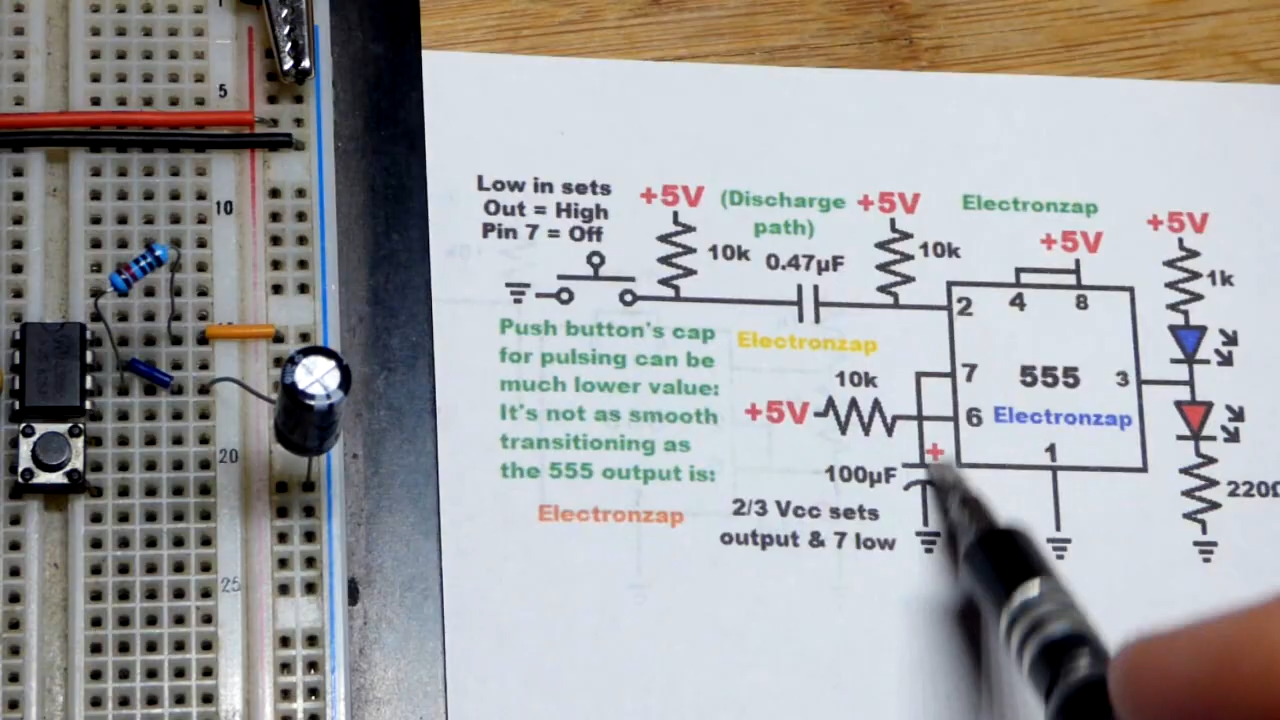 5
10
20
25
Low in sets
Out = High
Pin 7 = Off
+5V
10k
(Discharge
path)
0.47µF
+5V
10k
Electronzap
+5V
+5V
1k
2
4
8
7
555
3
6
Electronzap
1
Push button's cap
for pulsing can be
much lower value:
It's not as smooth
transitioning as
the 555 output is:
Electronzap
Electronzap
10k
+5V
+
100µF
2/3 Vcc sets
output & 7 low
220Ω